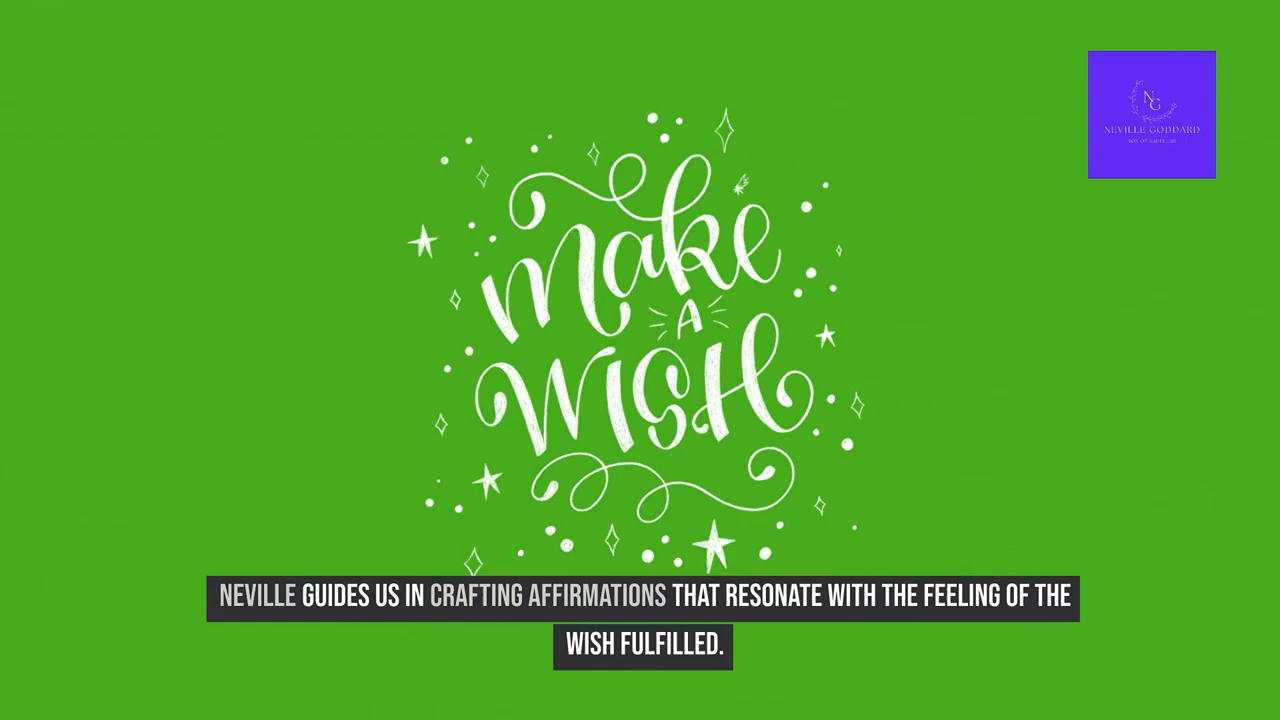 NG
NEVILLE GODDARD
make
A
WISH
NEVILLE GUIDES US IN CRAFTING AFFIRMATIONS THAT RESONATE WITH THE FEELING OF THE
WISH FULFILLED.